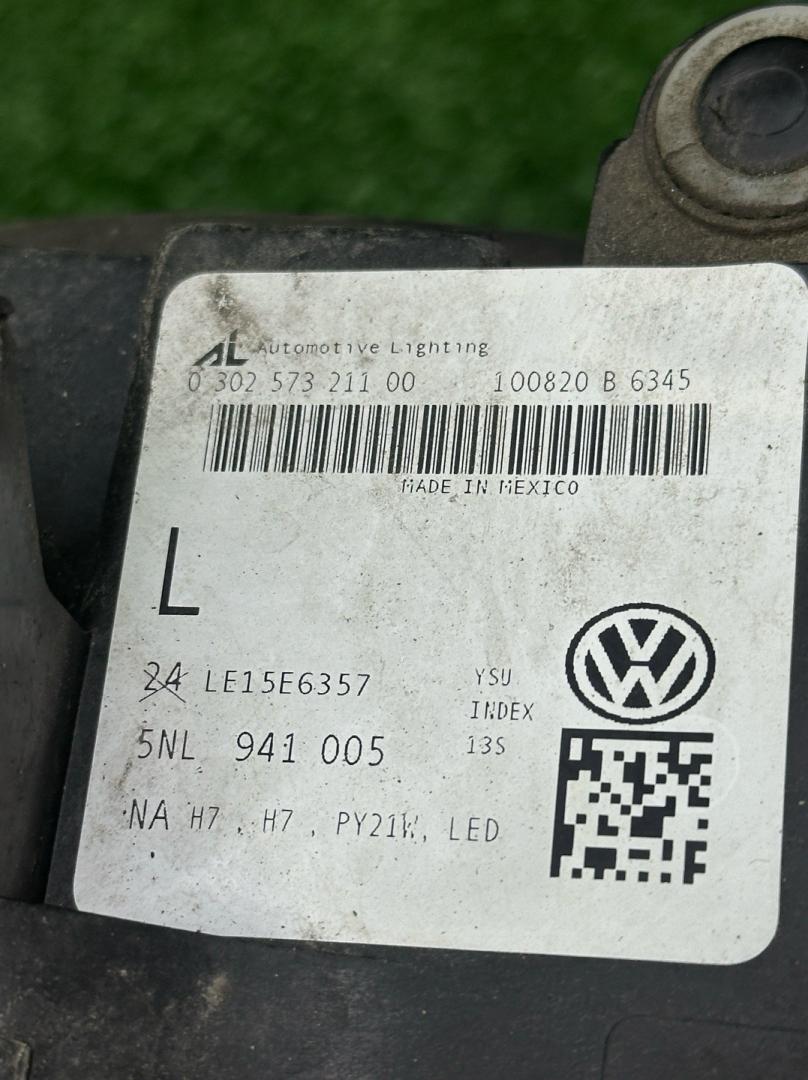 AL Automotive Lighting
0 302 573 211 00 100820 B 6345
MADE IN MEXICO
L
24 LE15E6357 YSU
INDEX
5NL 941 005 13S
NA H7, H7, PY21W, LED